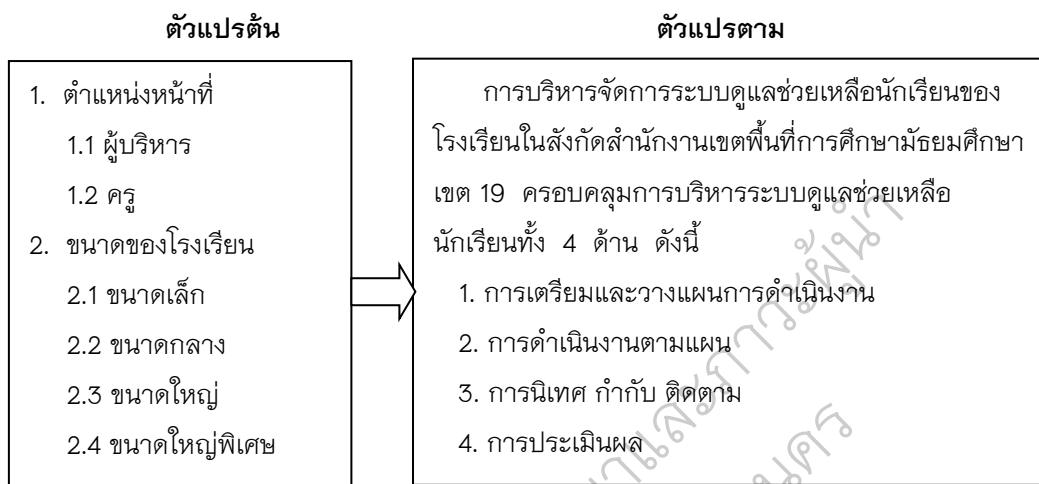 ตัวแปรต้น
1. ตำแหน่งหน้าที่
1.1 ผู้บริหาร
1.2 ครู
2. ขนาดของโรงเรียน
2.1 ขนาดเล็ก
2.2 ขนาดกลาง
2.3 ขนาดใหญ่
2.4 ขนาดใหญ่พิเศษ
ตัวแปรตาม
การบริหารจัดการระบบดูแลช่วยเหลือนักเรียนของ
โรงเรียนในสังกัดสำนักงานเขตพื้นที่การศึกษามัธยมศึกษา
เขต 19 ครอบคลุมการบริหารระบบดูแลช่วยเหลือ
นักเรียนทั้ง 4 ด้าน ดังนี้
1. การเตรียมและวางแผนการดำเนินงาน
2. การดำเนินงานตามแผน
3. การนิเทศ กำกับ ติดตาม
4. การประเมินผล